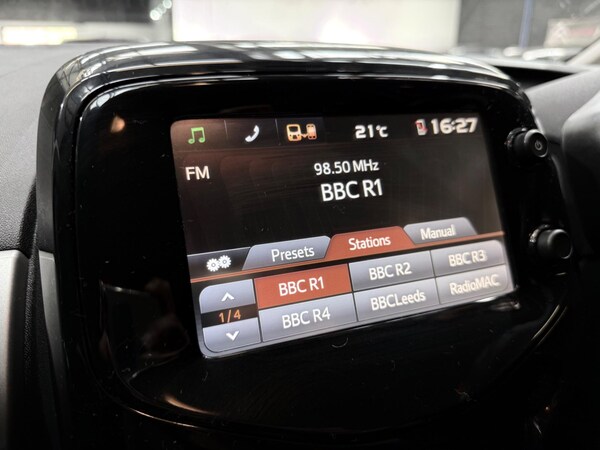 21°C
16:27
FM
98.50 MHz
BBC R1
Presets
Stations
Manual
BBC R1
BBC R2
BBC R3
1/4
BBC R4
BBCLeeds
RadioMAC